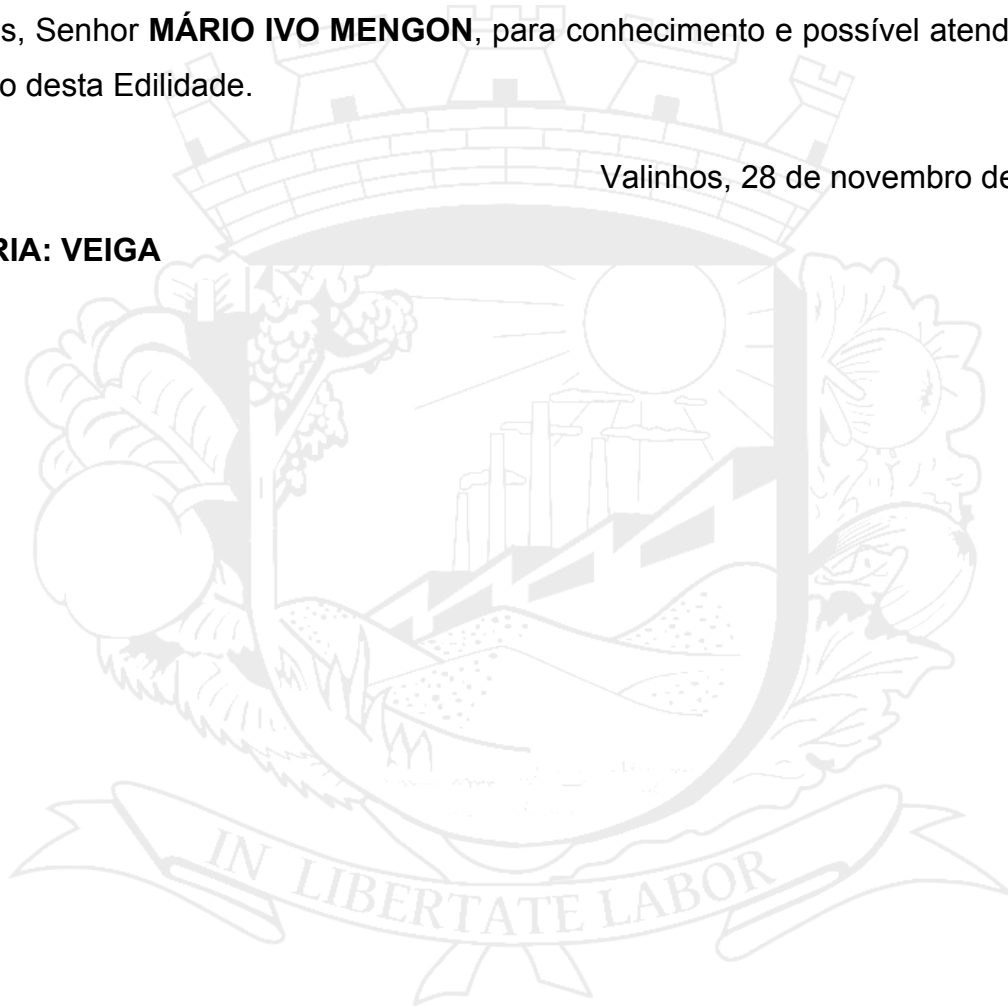 s, Senhor MÁRIO IVO MENGON, para conhecimento e possível atend
o desta Edilidade.
Valinhos, 28 de novembro de
RIA: VEIGA
IN LIBERTATE LABOR